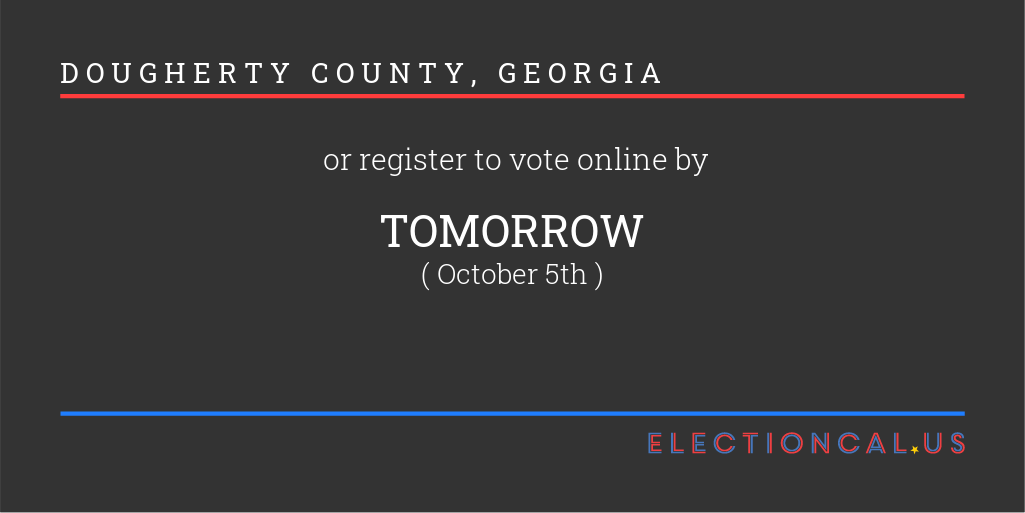 DOUGHERTY COUNTY, GEORGIA
or register to vote online by
TOMORROW
( October 5th )
ELECTIONCAL.US